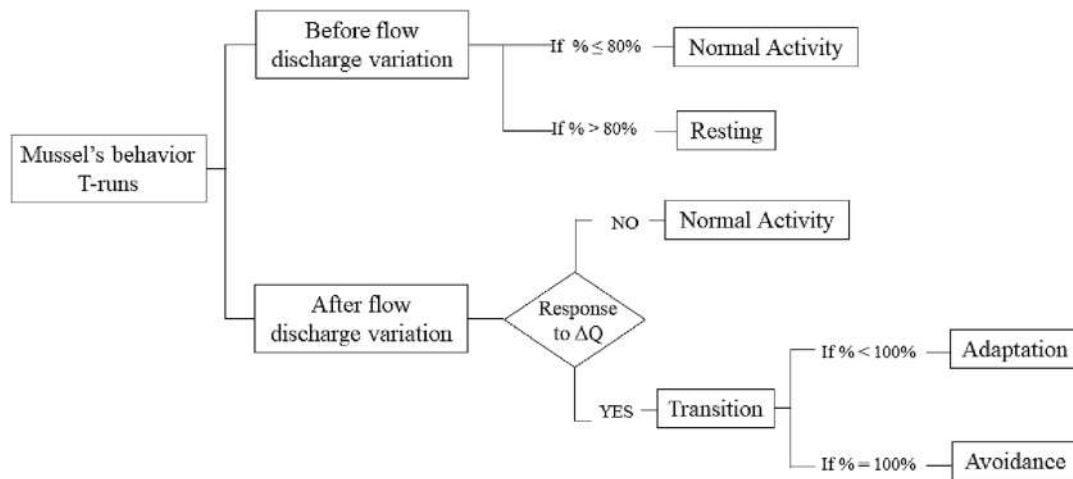 Before flow
discharge variation
If % ≤ 80%
Normal Activity
If % > 80%
Resting
Mussel's behavior
T-runs
NO
Normal Activity
After flow
discharge variation
Response
to ΔQ
YES
Transition
If % < 100%
Adaptation
If % = 100%
Avoidance